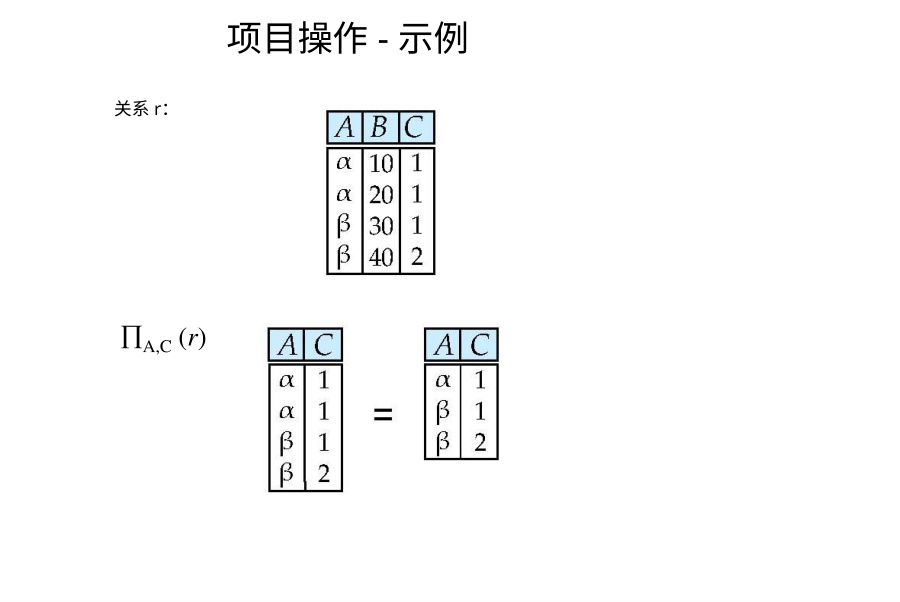 项目操作 - 示例
关系 r：
A B C
α 10 1
α 20 1
β 30 1
β 40 2
∏A,C (r)
A C
α 1
α 1
β 1
β 2
=
A C
α 1
β 1
β 2